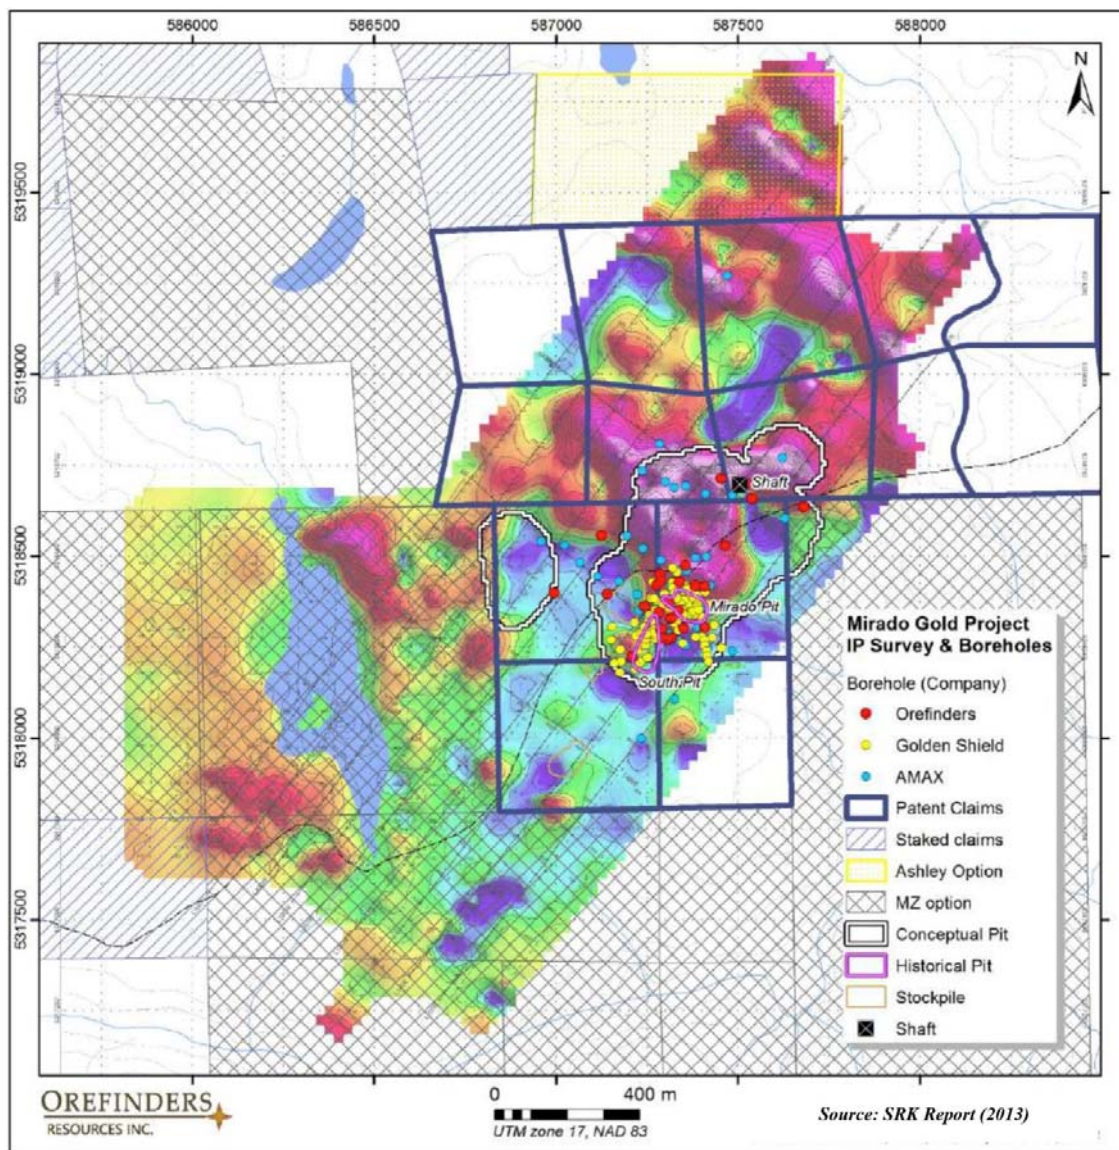 586000 586500 587000 587500 588000
N
5319500
5319000
5318500
5318000
5317500
Shaft
Mirado Pit
South Pit
Mirado Gold Project
IP Survey & Boreholes
Borehole (Company)
Orefinders
Golden Shield
AMAX
Patent Claims
Staked claims
Ashley Option
MZ option
Conceptual Pit
Historical Pit
Stockpile
Shaft
OREFINDERS
RESOURCES INC.
0 400 m
UTM zone 17, NAD 83
Source: SRK Report (2013)